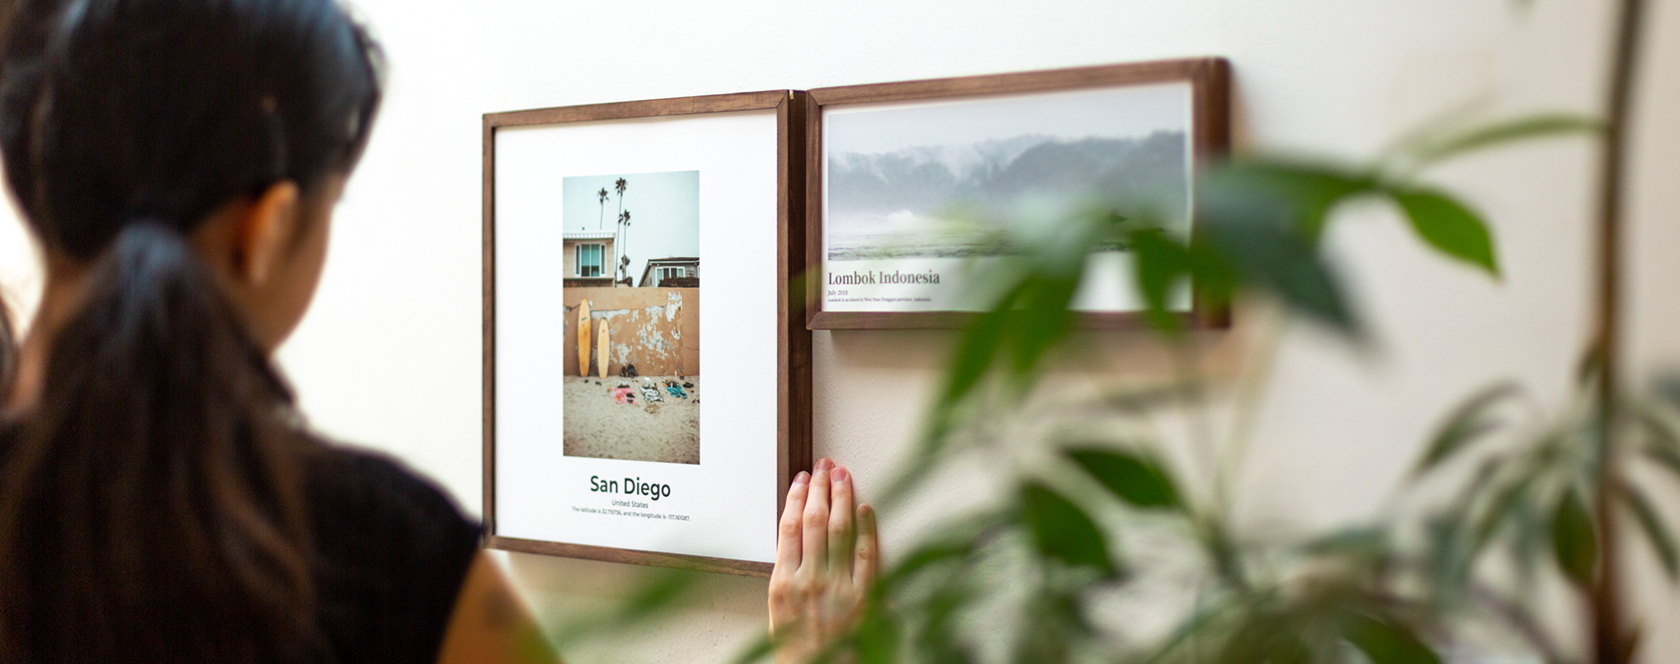 San Diego
United States
The latitude is 32.715736, and the longitude is -117.161087.
Lombok Indonesia
July 2018
Lombok is an island in West Nusa Tenggara province, Indonesia.